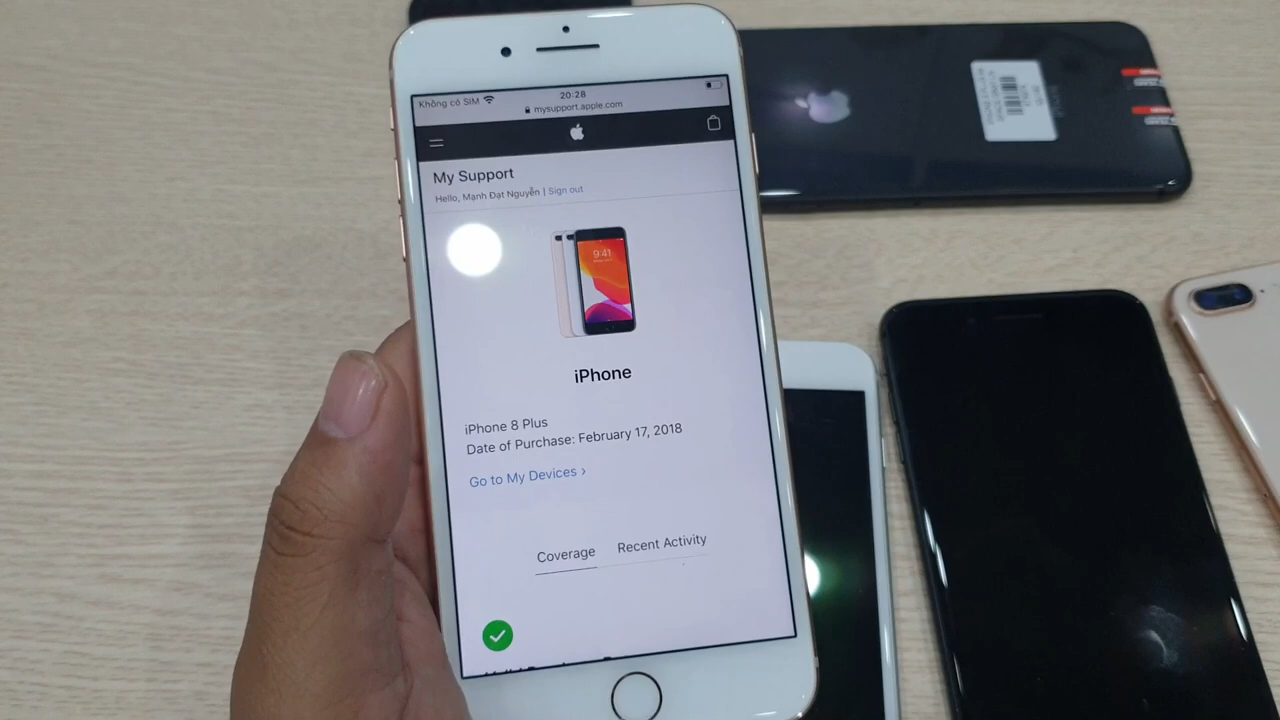 Không có SIM
20:28
mysupport.apple.com
My Support
Hello, Mạnh Đạt Nguyễn | Sign out
9:41
iPhone
iPhone 8 Plus
Date of Purchase: February 17, 2018
Go to My Devices ›
Coverage Recent Activity